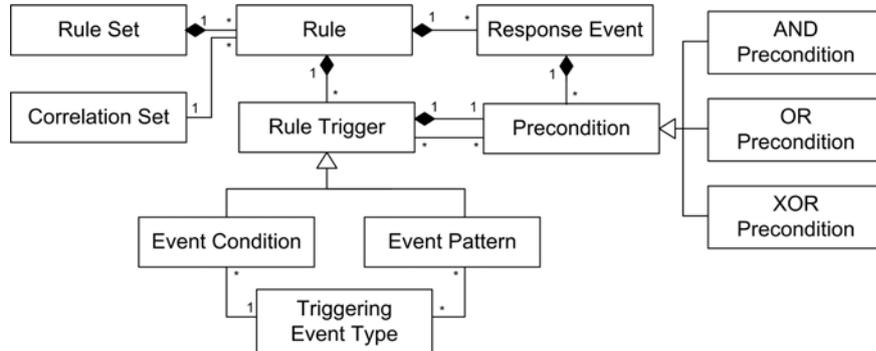 Rule Set
1
*
Rule
1
*
Response Event
AND
Precondition
*
1
1
Correlation Set
1
*
*
Rule Trigger
1
1
Precondition
*
*
OR
Precondition
XOR
Precondition
Event Condition
Event Pattern
*
*
1
Triggering
Event Type
*